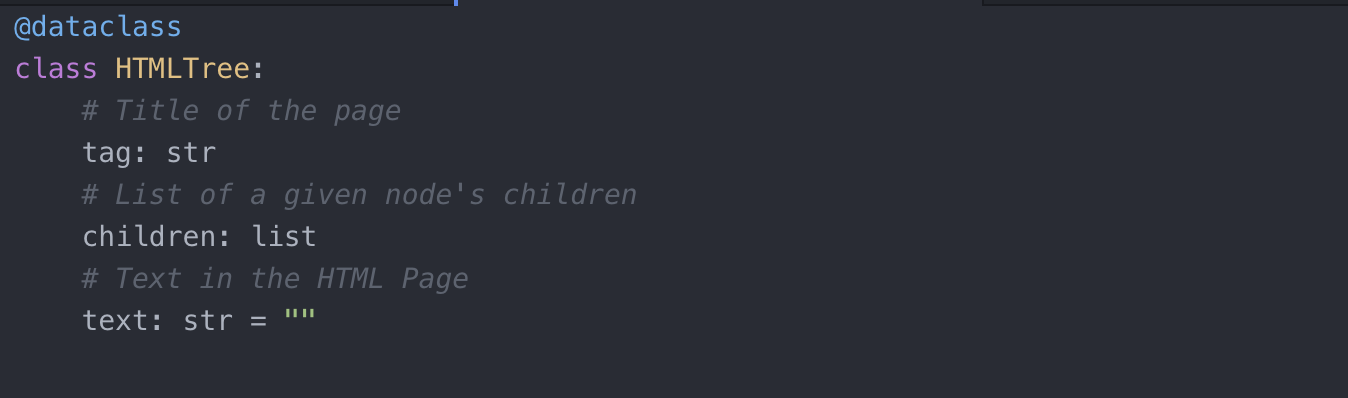 @dataclass
class HTMLTree:
    # Title of the page
    tag: str
    # List of a given node's children
    children: list
    # Text in the HTML Page
    text: str = ""